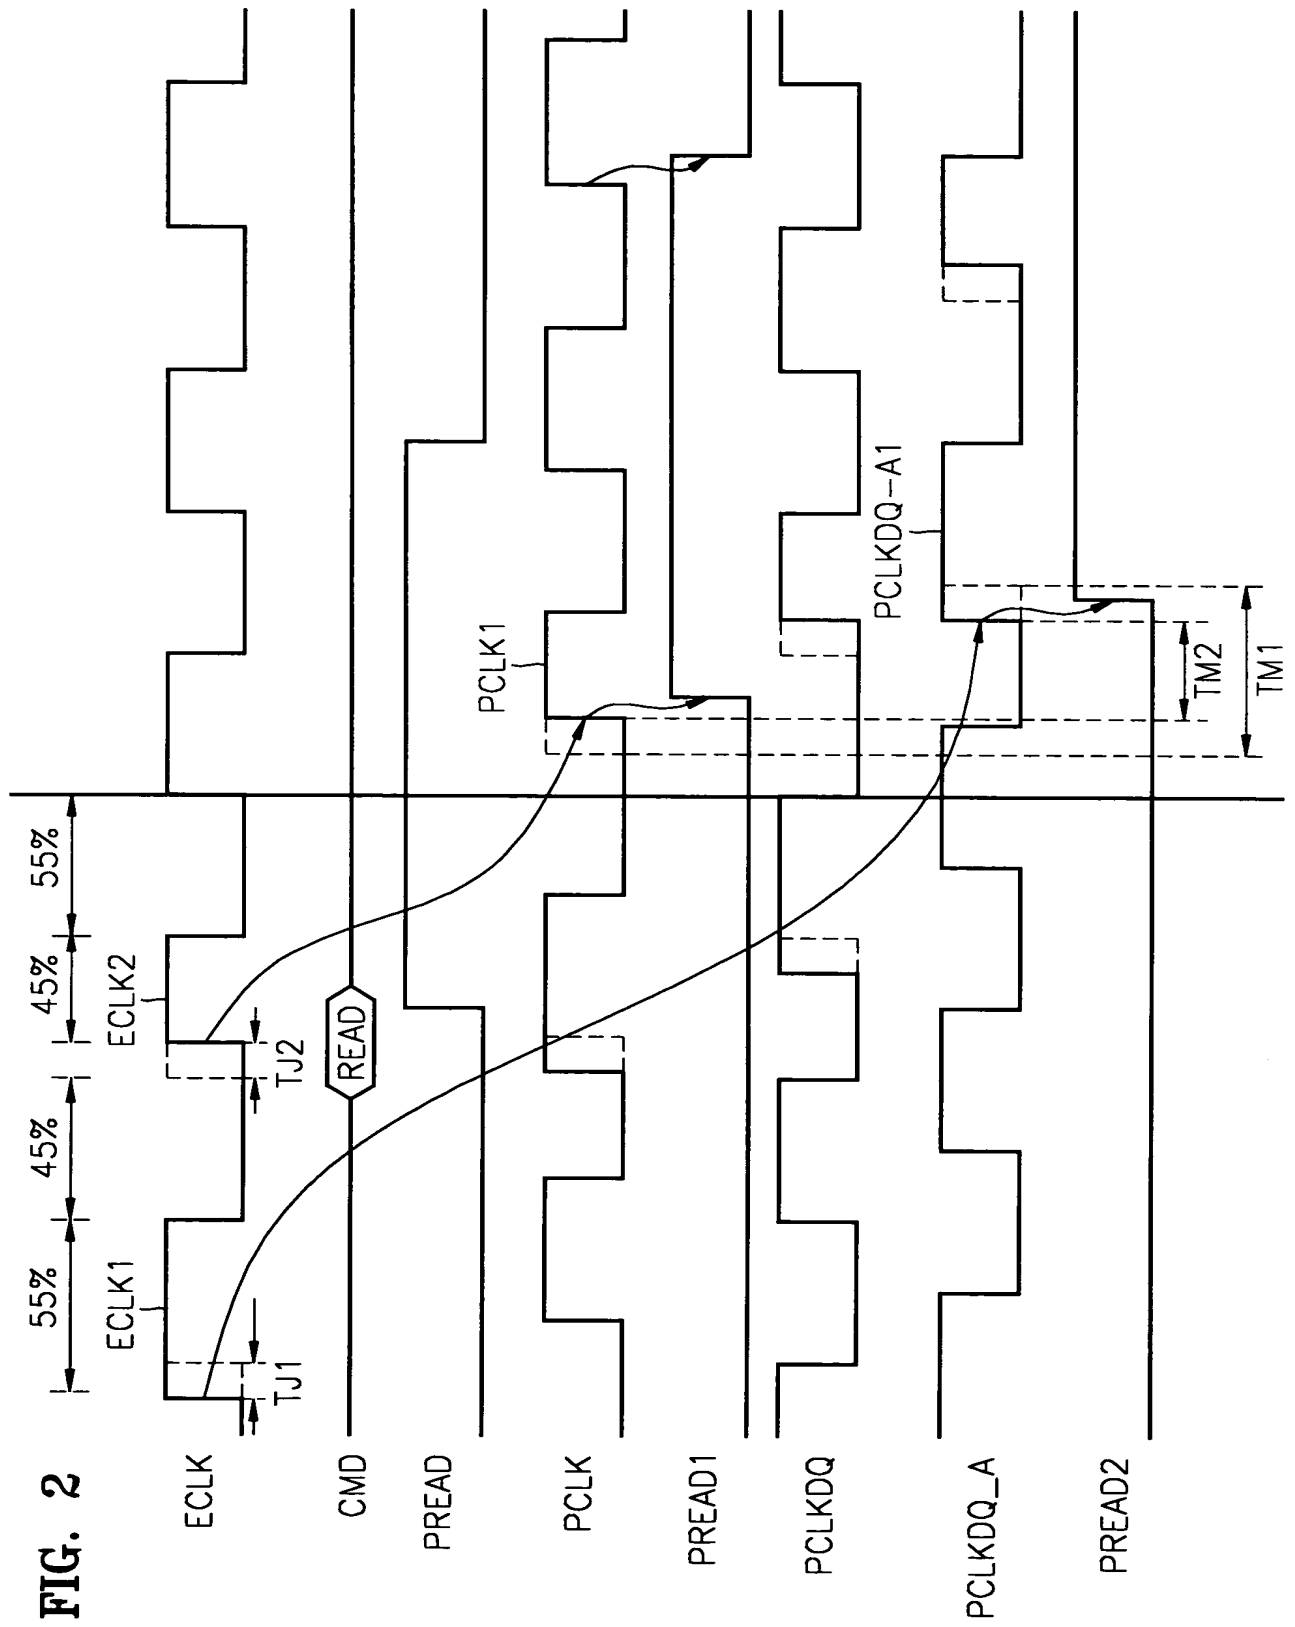 FIG. 2
55%
45%
45%
55%
ECLK1
ECLK2
ECLK
TJ1
TJ2
CMD
READ
PREAD
PCLK1
PCLK
PREAD1
PCLKDQ
PCLKDQ-A1
PCLKDQ_A
PREAD2
TM2
TM1